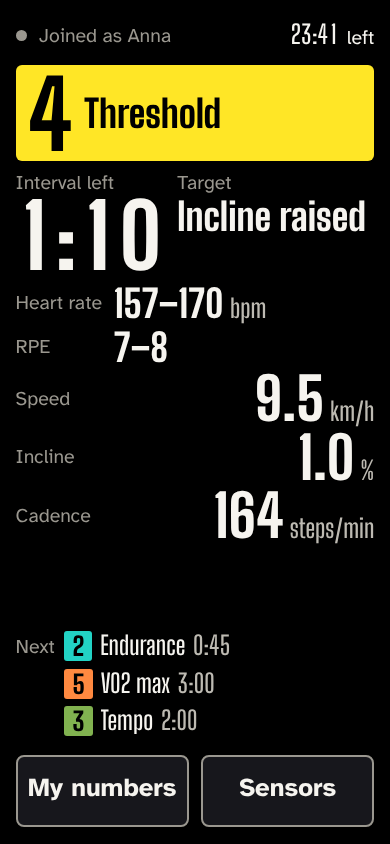 Joined as Anna 23:41 left
4 Threshold
Interval left Target
1:10 Incline raised
Heart rate 157–170 bpm
RPE 7–8
Speed 9.5 km/h
Incline 1.0 %
Cadence 164 steps/min
Next 2 Endurance 0:45
5 VO2 max 3:00
3 Tempo 2:00
My numbers Sensors